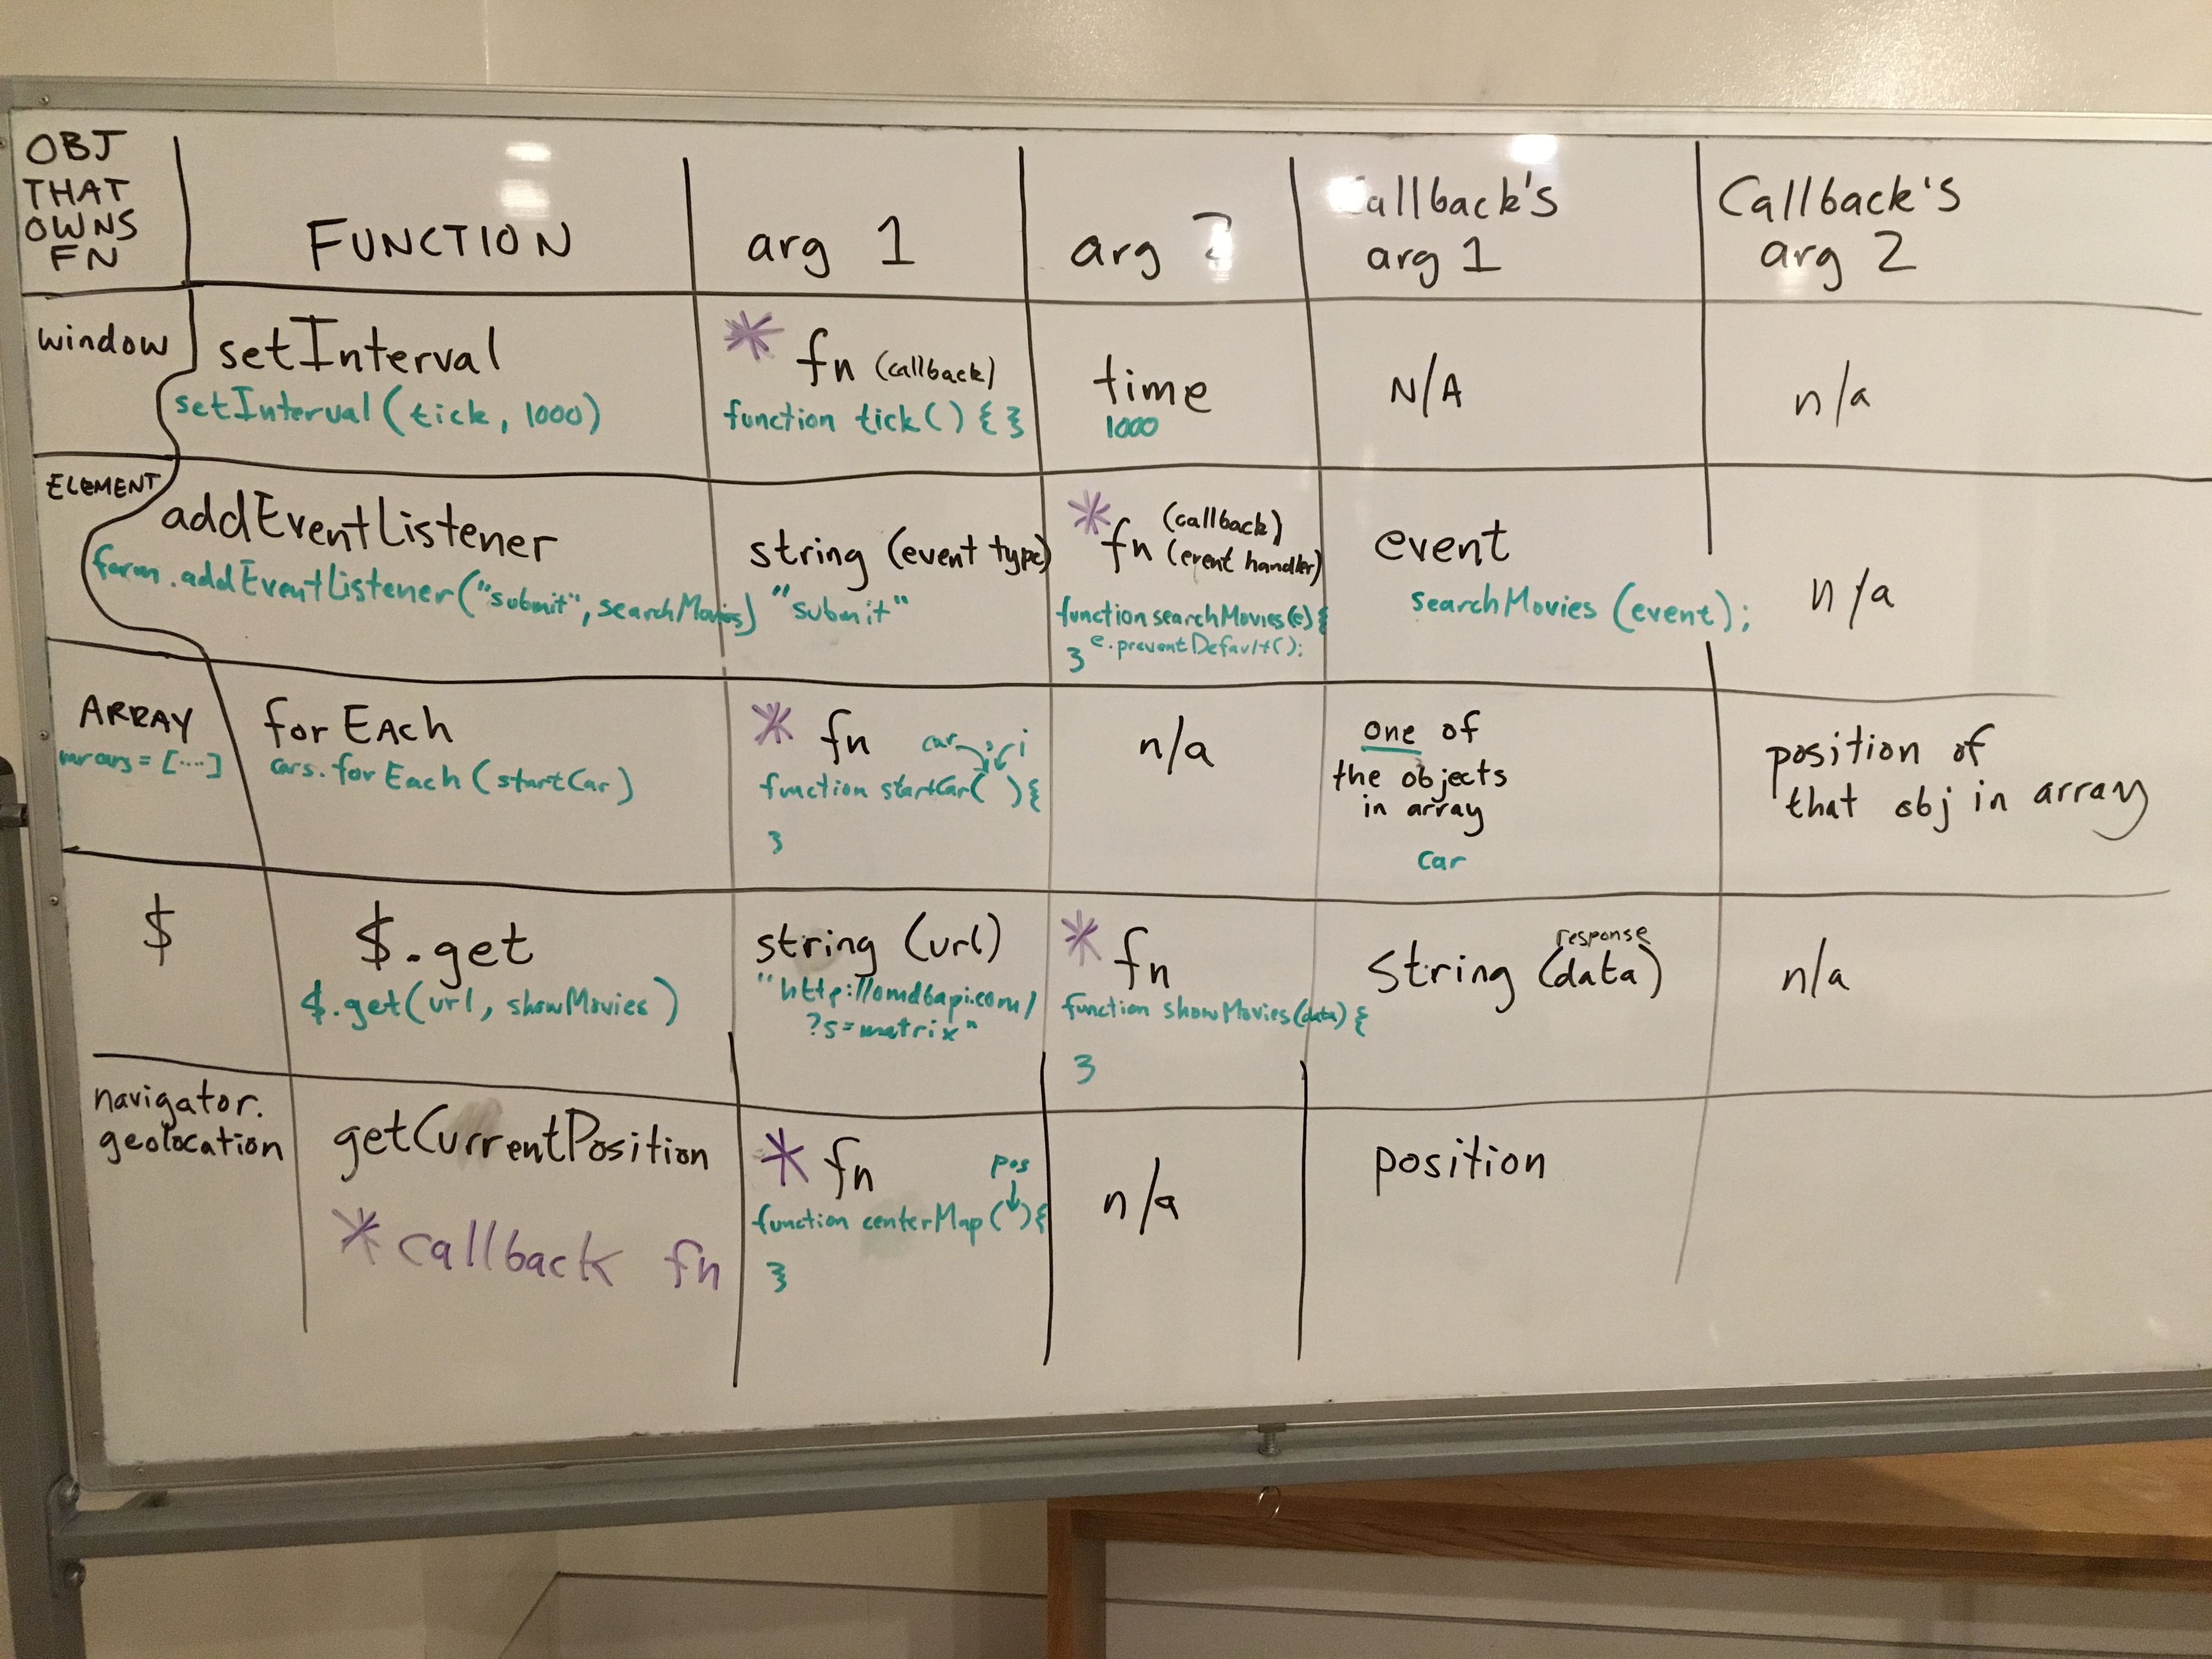 OBJ
THAT
OWNS
FN
FUNCTION
arg 1
arg 2
Callback's
arg 1
Callback's
arg 2
window
setInterval
setInterval(tick, 1000)
* fn (callback)
function tick() { }
time
1000
N/A
n/a
ELEMENT
addEventListener
form.addEventListener("submit", searchMovies)
string (event type)
"submit"
* fn (callback)
(event handler)
function searchMovies(e){
e.preventDefault();
}
event
searchMovies (event);
n/a
ARRAY
var cars = [....]
forEach
cars.forEach(startCar)
* fn
car, i
function startCar( ){
}
n/a
one of
the objects
in array
car
position of
that obj in array
$
$.get
$.get(url, showMovies)
string (url)
"http://omdbapi.com/
?s=matrix"
* fn
function showMovies(data) {
}
response
String (data)
n/a
navigator.
geolocation
getCurrentPosition
* callback fn
* fn
pos
function centerMap( ){
}
n/a
position